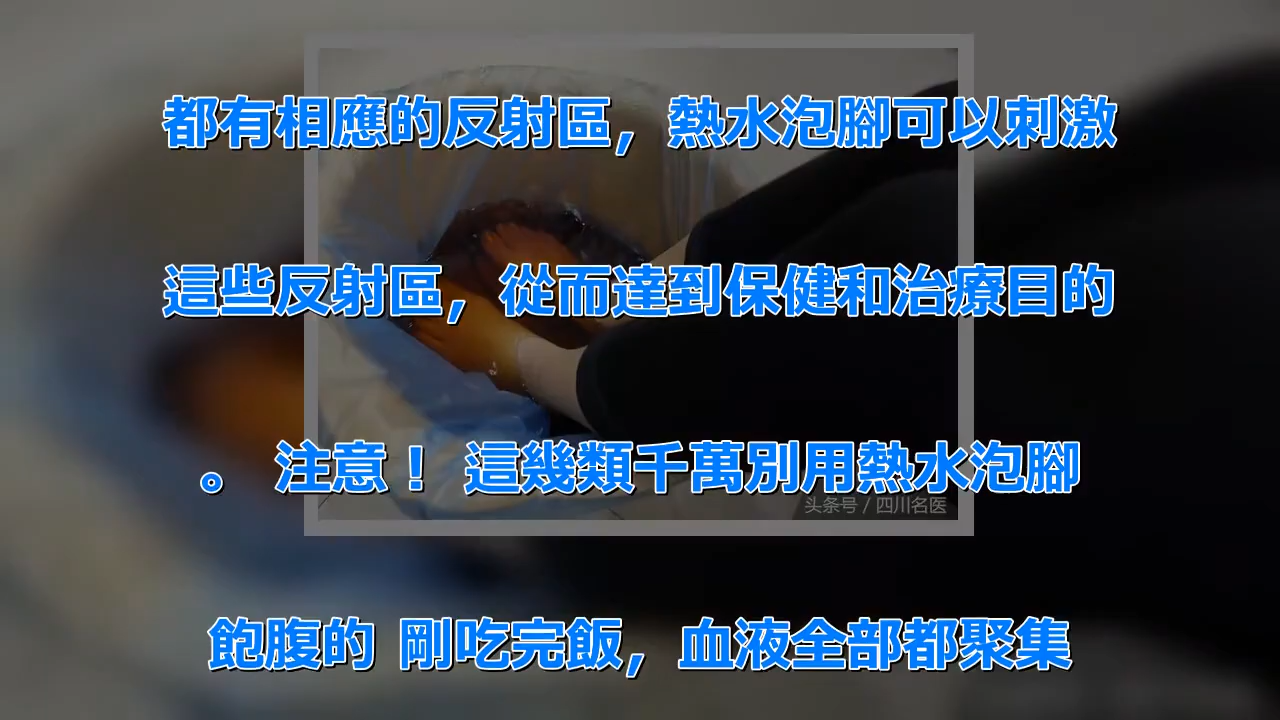 都有相應的反射區，熱水泡腳可以刺激
這些反射區，從而達到保健和治療目的
。 注意！ 這幾類千萬別用熱水泡腳
头条号 / 四川名医
飽腹的 剛吃完飯，血液全部都聚集